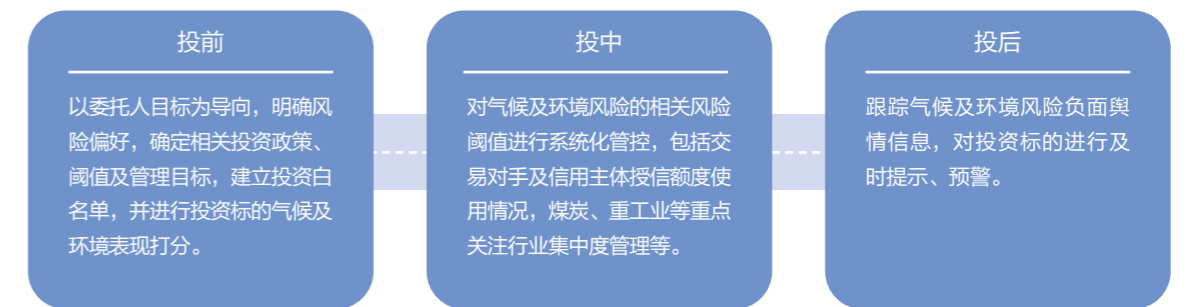 投前
以委托人目标为导向，明确风
险偏好，确定相关投资政策、
阈值及管理目标，建立投资白
名单，并进行投资标的气候及
环境表现打分。
投中
对气候及环境风险的相关风险
阈值进行系统化管控，包括交
易对手及信用主体授信额度使
用情况，煤炭、重工业等重点
关注行业集中度管理等。
投后
跟踪气候及环境风险负面舆
情信息，对投资标的进行及
时提示、预警。